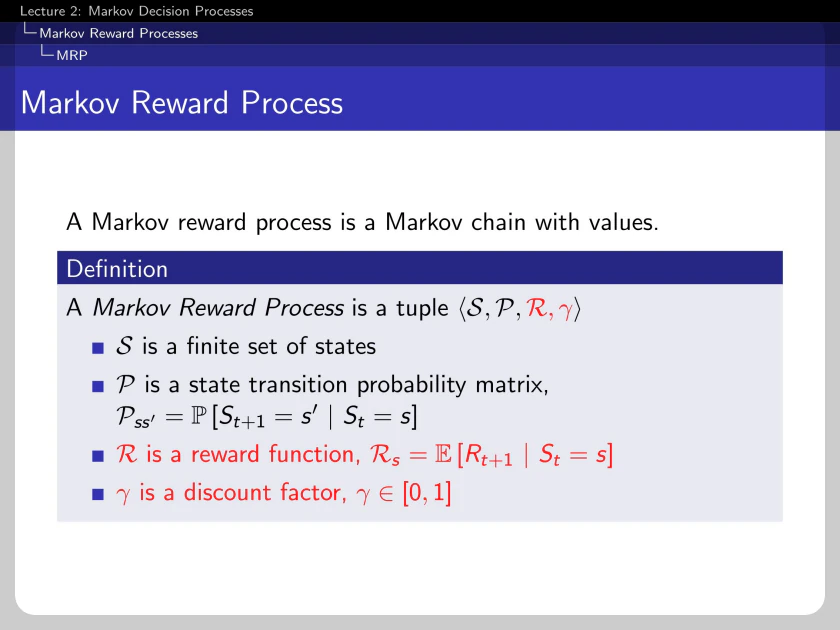 Lecture 2: Markov Decision Processes
Markov Reward Processes
MRP
Markov Reward Process
A Markov reward process is a Markov chain with values.
Definition
A Markov Reward Process is a tuple ⟨𝒮, 𝒫, ℛ, γ⟩
𝒮 is a finite set of states
𝒫 is a state transition probability matrix,
𝒫ss′ = ℙ [St+1 = s′ | St = s]
ℛ is a reward function, ℛs = 𝔼 [Rt+1 | St = s]
γ is a discount factor, γ ∈ [0, 1]